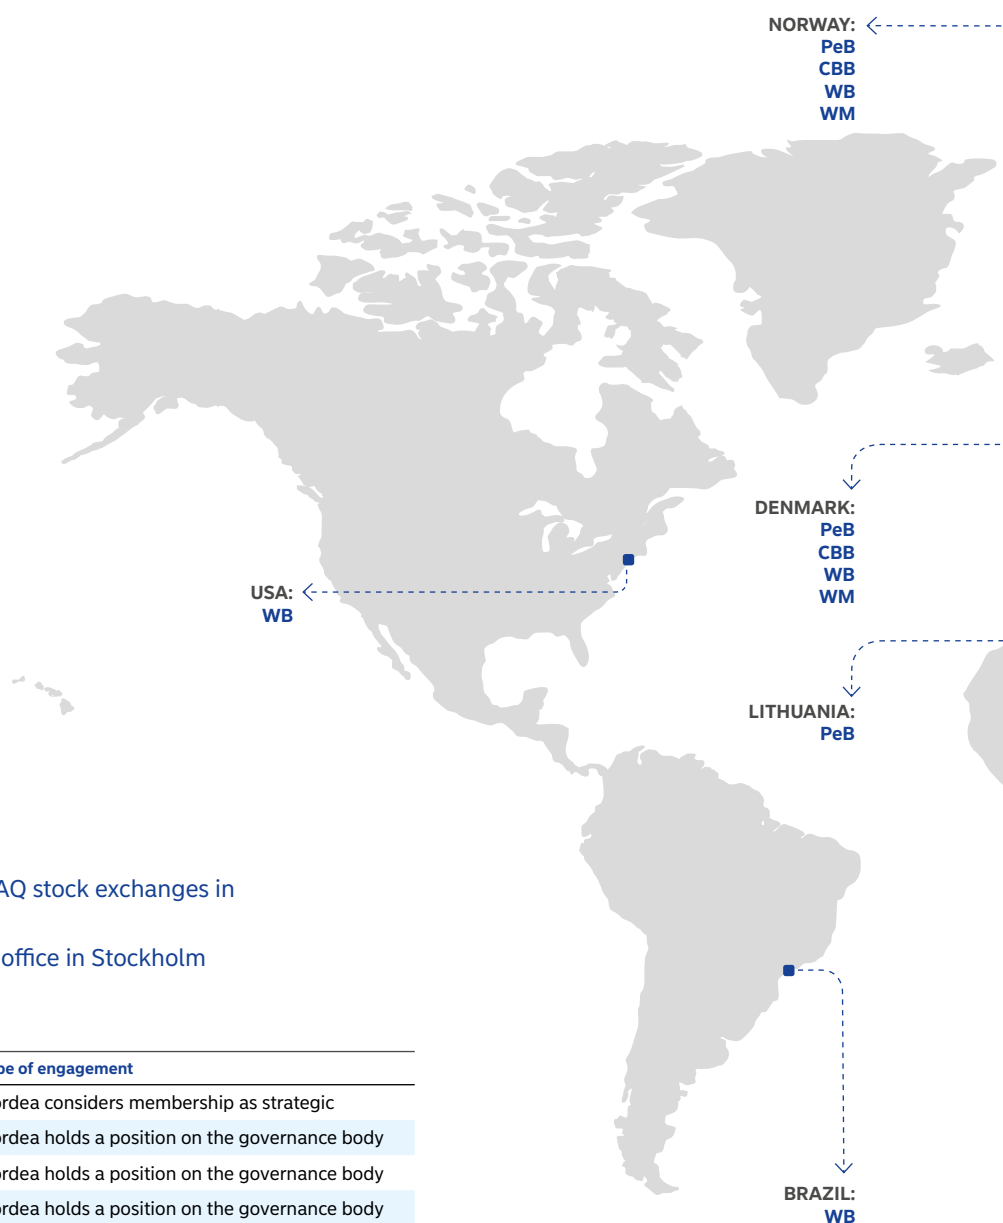 NORWAY:
PeB
CBB
WB
WM
DENMARK:
PeB
CBB
WB
WM
USA:
WB
LITHUANIA:
PeB
AQ stock exchanges in
office in Stockholm
pe of engagement
ordea considers membership as strategic
ordea holds a position on the governance body
ordea holds a position on the governance body
ordea holds a position on the governance body
BRAZIL:
WB